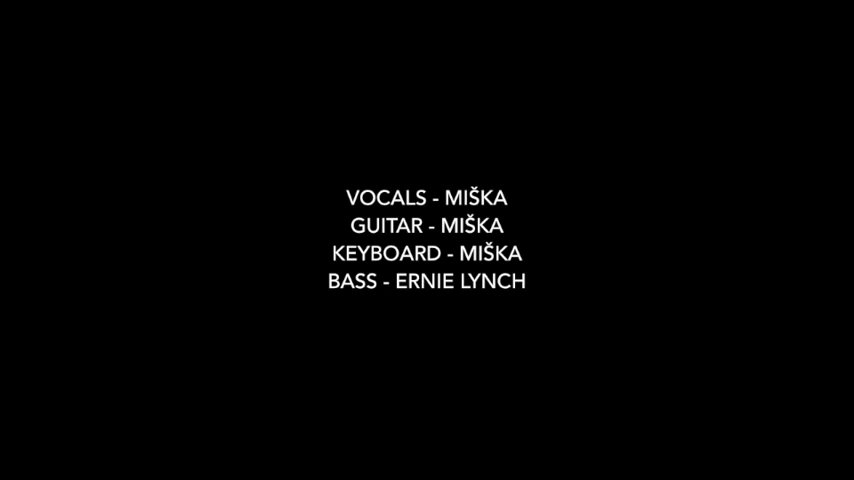 VOCALS - MIŠKA
GUITAR - MIŠKA
KEYBOARD - MIŠKA
BASS - ERNIE LYNCH